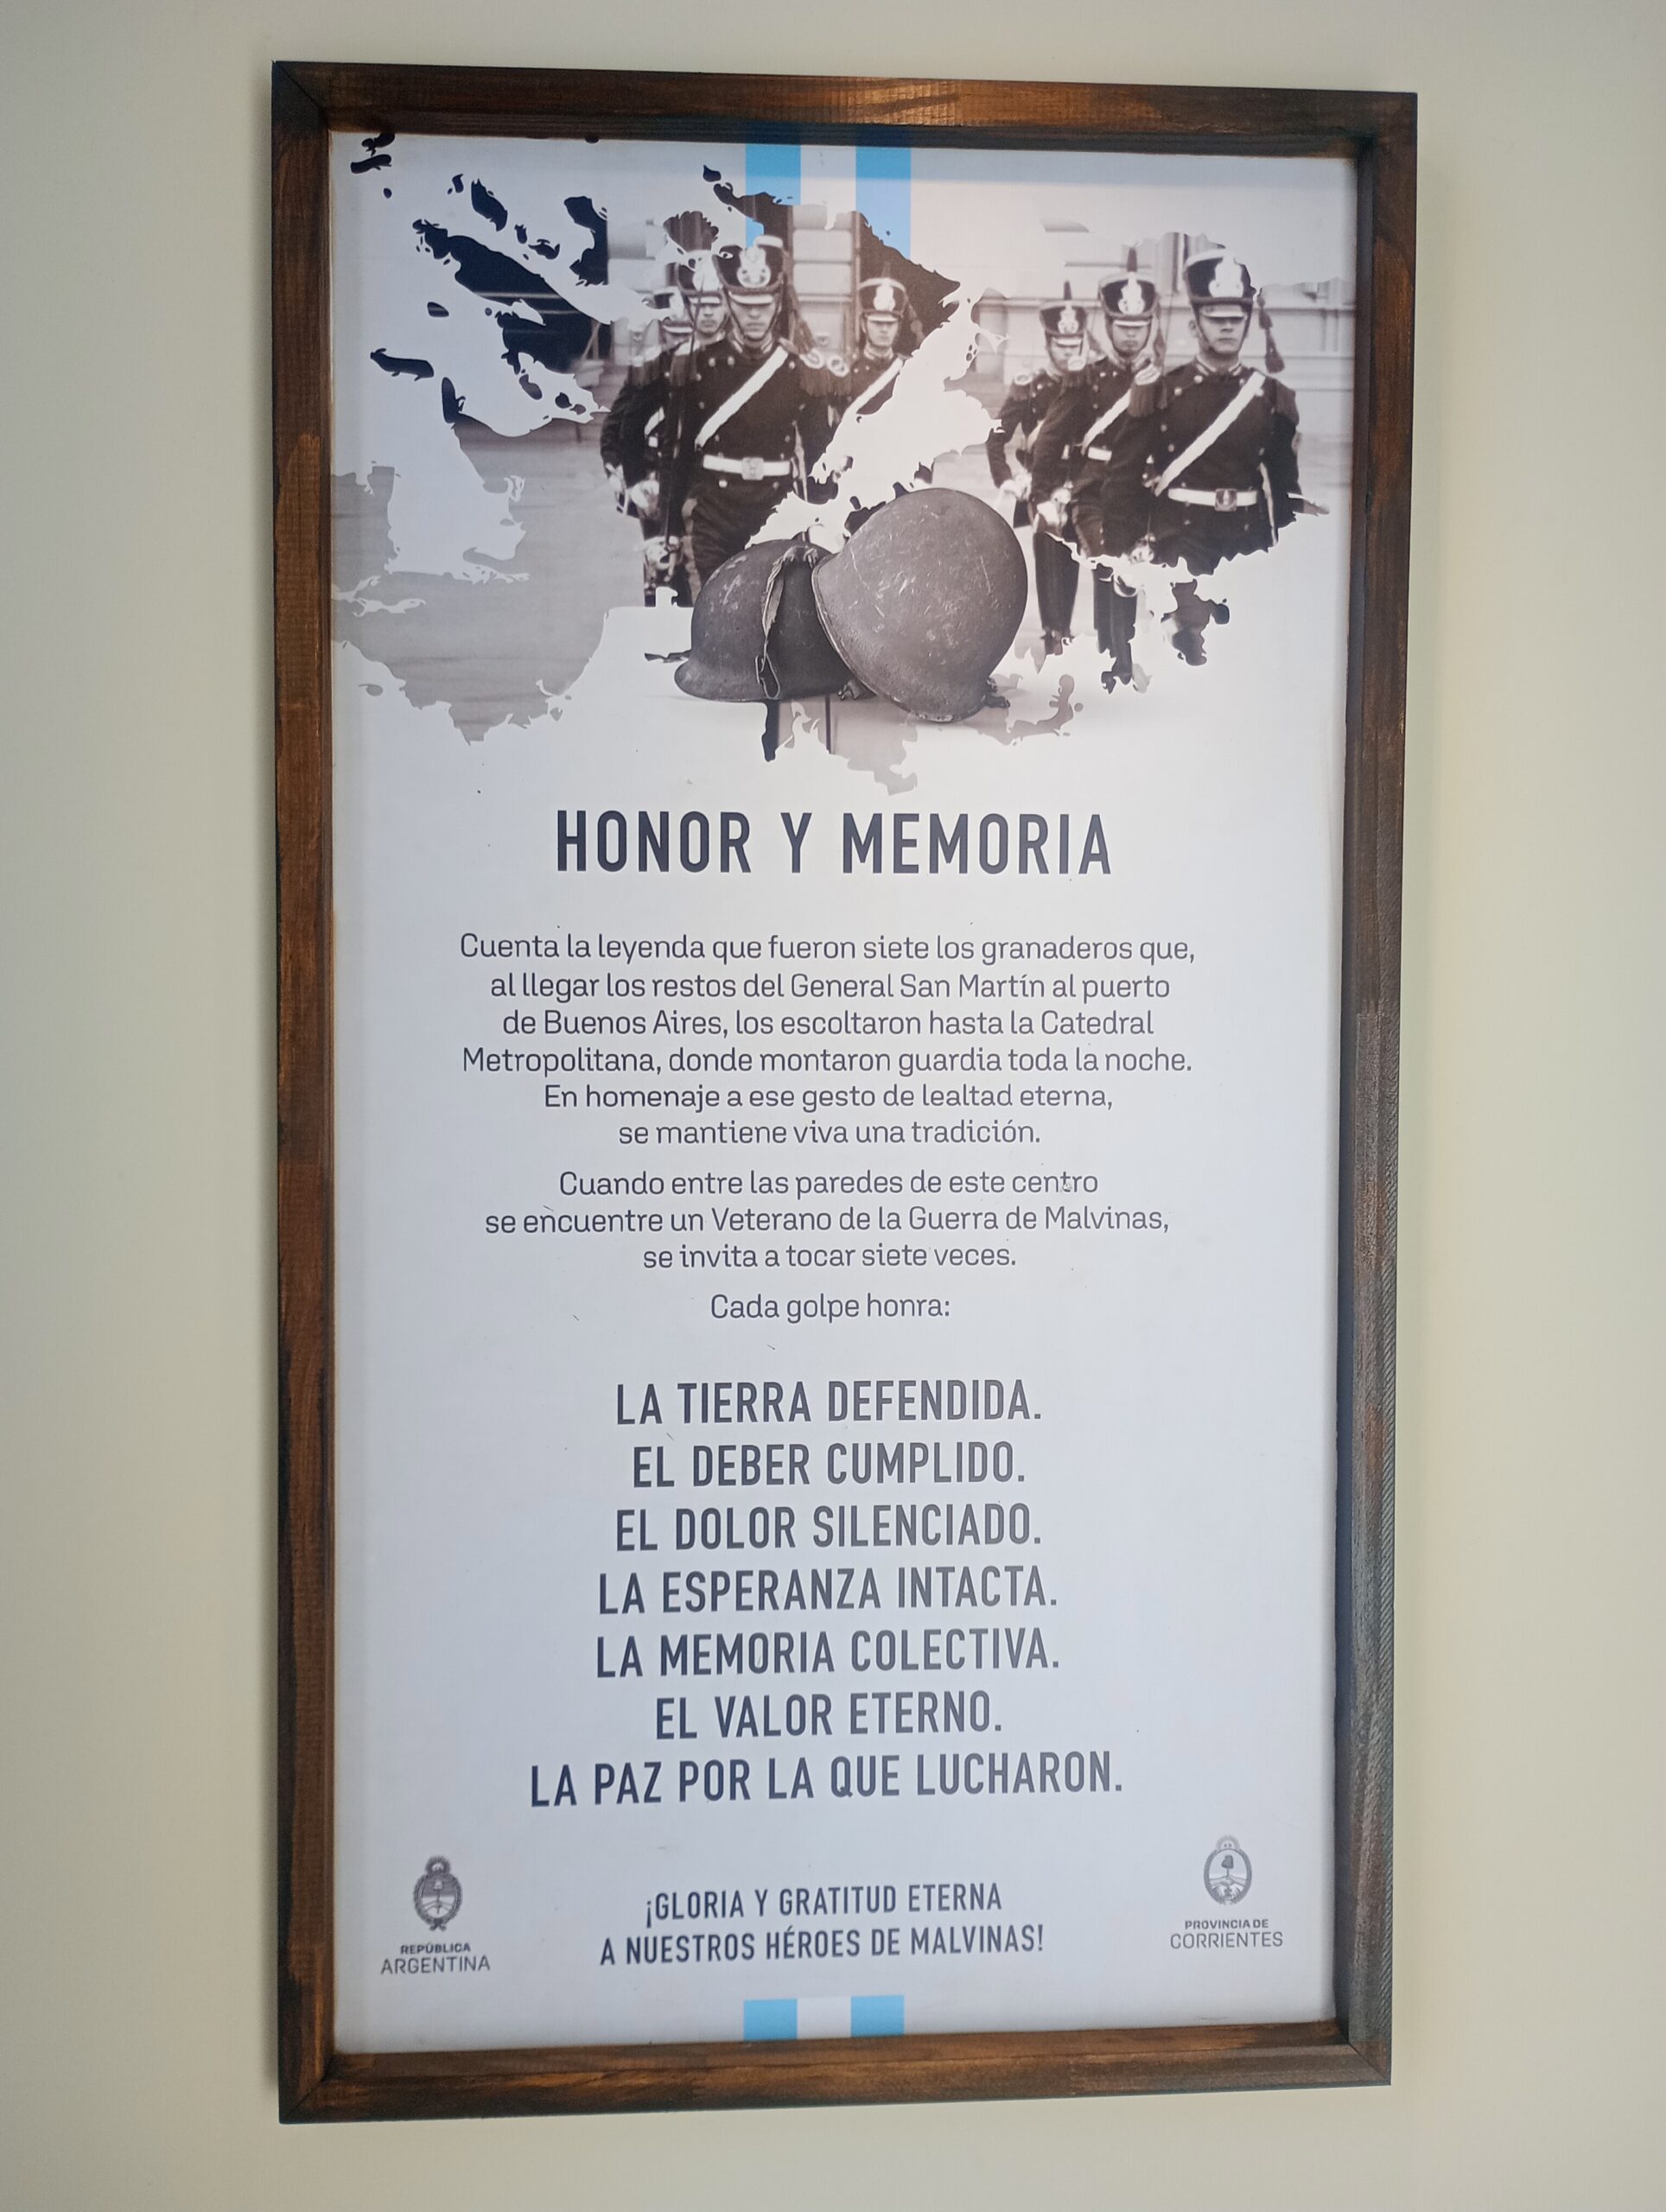 HONOR Y MEMORIA
Cuenta la leyenda que fueron siete los granaderos que,
al llegar los restos del General San Martín al puerto
de Buenos Aires, los escoltaron hasta la Catedral
Metropolitana, donde montaron guardia toda la noche.
En homenaje a ese gesto de lealtad eterna,
se mantiene viva una tradición.
Cuando entre las paredes de este centro
se encuentre un Veterano de la Guerra de Malvinas,
se invita a tocar siete veces.
Cada golpe honra:
LA TIERRA DEFENDIDA.
EL DEBER CUMPLIDO.
EL DOLOR SILENCIADO.
LA ESPERANZA INTACTA.
LA MEMORIA COLECTIVA.
EL VALOR ETERNO.
LA PAZ POR LA QUE LUCHARON.
REPÚBLICA
ARGENTINA
¡GLORIA Y GRATITUD ETERNA
A NUESTROS HÉROES DE MALVINAS!
PROVINCIA DE
CORRIENTES